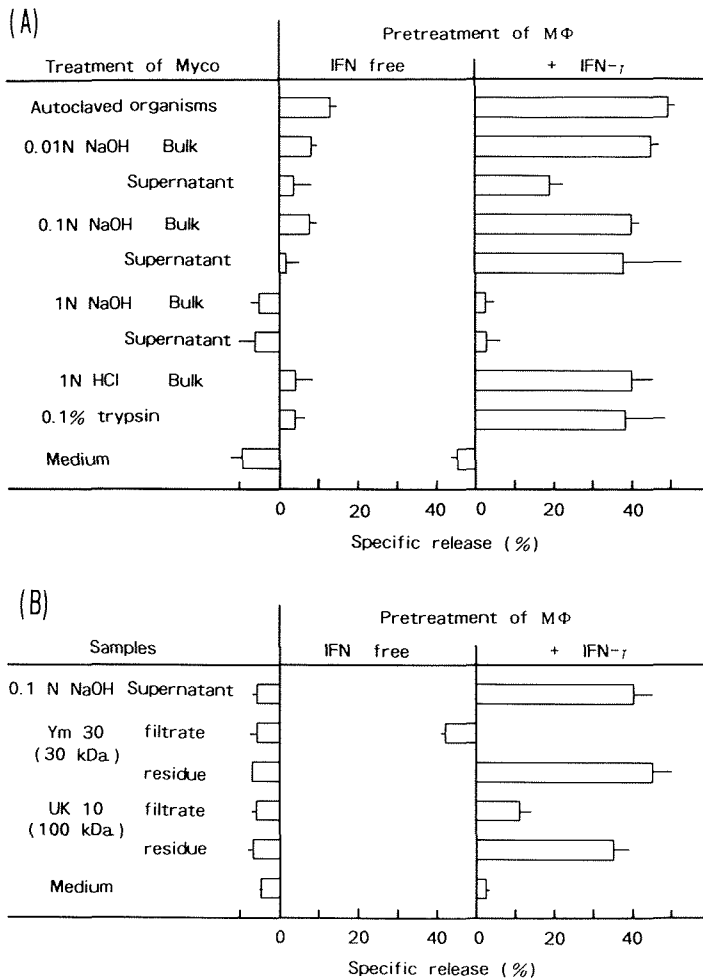 (A)
Pretreatment of MΦ
Treatment of Myco IFN free + IFN-γ
Autoclaved organisms
0.01N NaOH Bulk
Supernatant
0.1N NaOH Bulk
Supernatant
1N NaOH Bulk
Supernatant
1N HCl Bulk
0.1% trypsin
Medium
0 20 40 0 20 40
Specific release (%)
(B)
Pretreatment of MΦ
Samples IFN free + IFN-γ
0.1 N NaOH Supernatant
Ym 30 filtrate
(30 kDa)
residue
UK 10 filtrate
(100 kDa)
residue
Medium
0 20 40 0 20 40
Specific release (%)